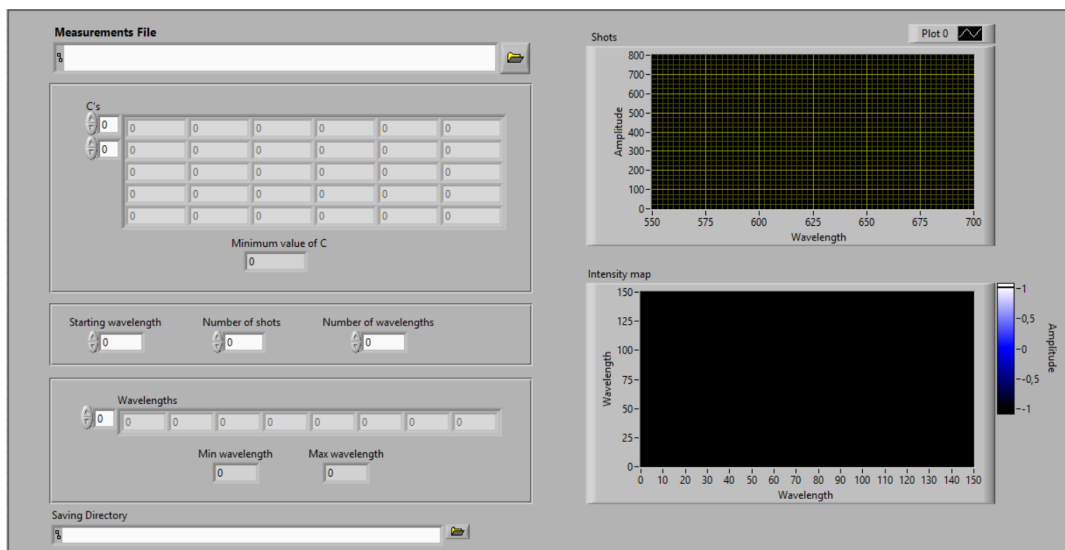 Measurements File
C's
0
0 0 0 0 0 0
0
0 0 0 0 0 0
0 0 0 0 0 0
0 0 0 0 0 0
0 0 0 0 0 0
Minimum value of C
0
Starting wavelength Number of shots Number of wavelengths
0 0 0
Wavelengths
0 0 0 0 0 0 0 0 0
Min wavelength Max wavelength
0 0
Saving Directory
Shots
Plot 0
Amplitude
800
700
600
500
400
300
200
100
0
550 575 600 625 650 675 700
Wavelength
Intensity map
Wavelength
150
125
100
75
50
25
0
0 10 20 30 40 50 60 70 80 90 100 110 120 130 140 150
Wavelength
1
0,5
0
-0,5
-1
Amplitude